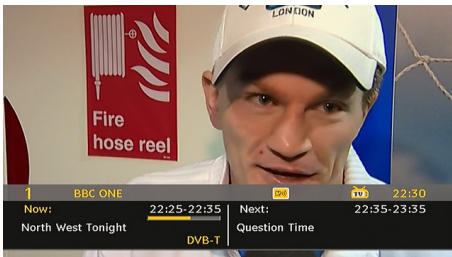 LONDON
Fire
hose reel
1 BBC ONE TV 22:30
Now: 22:25-22:35 Next: 22:35-23:35
North West Tonight Question Time
DVB-T